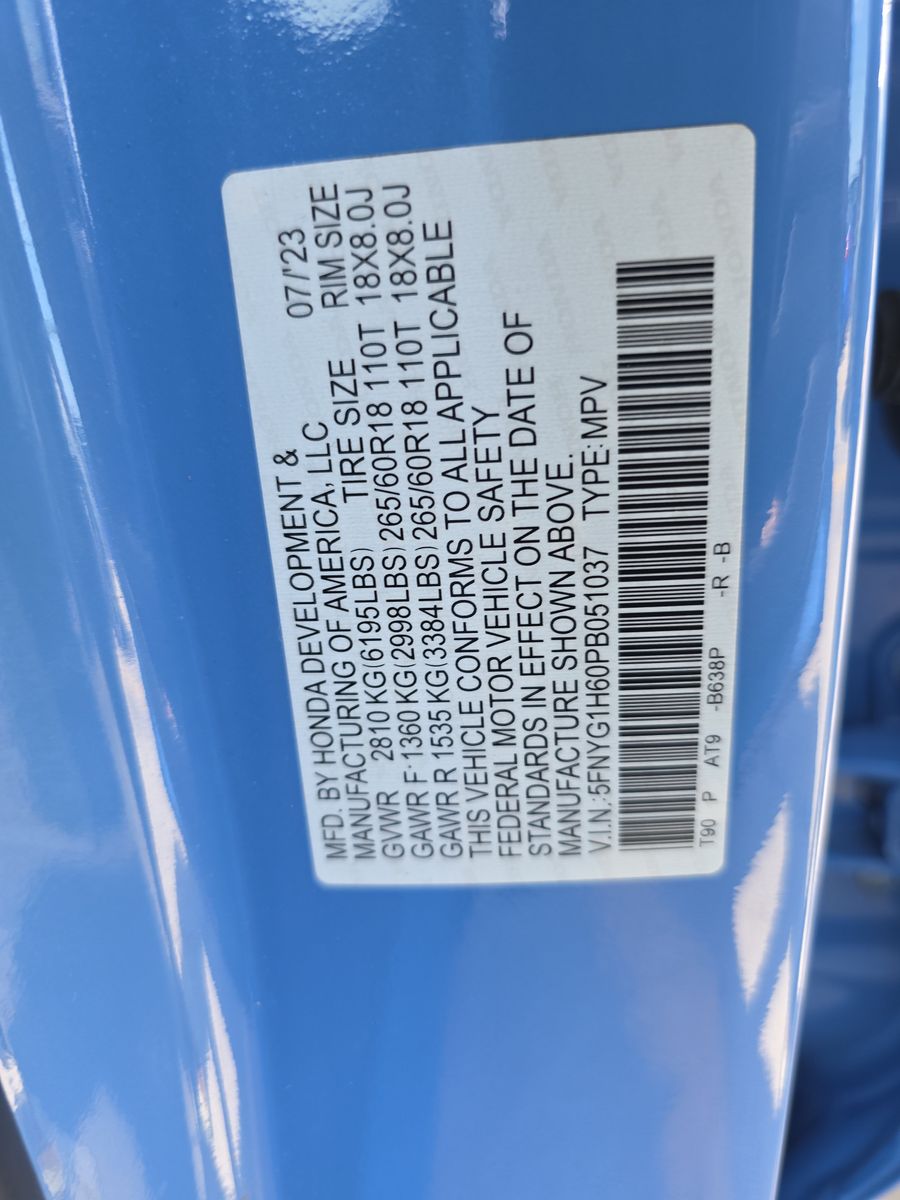 MFD. BY HONDA DEVELOPMENT & 07/'23
MANUFACTURING OF AMERICA, LLC
TIRE SIZE RIM SIZE
GVWR 2810 KG(6195LBS)
GAWR F 1360 KG(2998LBS) 265/60R18 110T 18X8.0J
GAWR R 1535 KG(3384LBS) 265/60R18 110T 18X8.0J
THIS VEHICLE CONFORMS TO ALL APPLICABLE
FEDERAL MOTOR VEHICLE SAFETY
STANDARDS IN EFFECT ON THE DATE OF
MANUFACTURE SHOWN ABOVE.
V.I.N.:5FNYG1H60PB051037 TYPE:MPV
T90 P AT9 -B638P -R -B